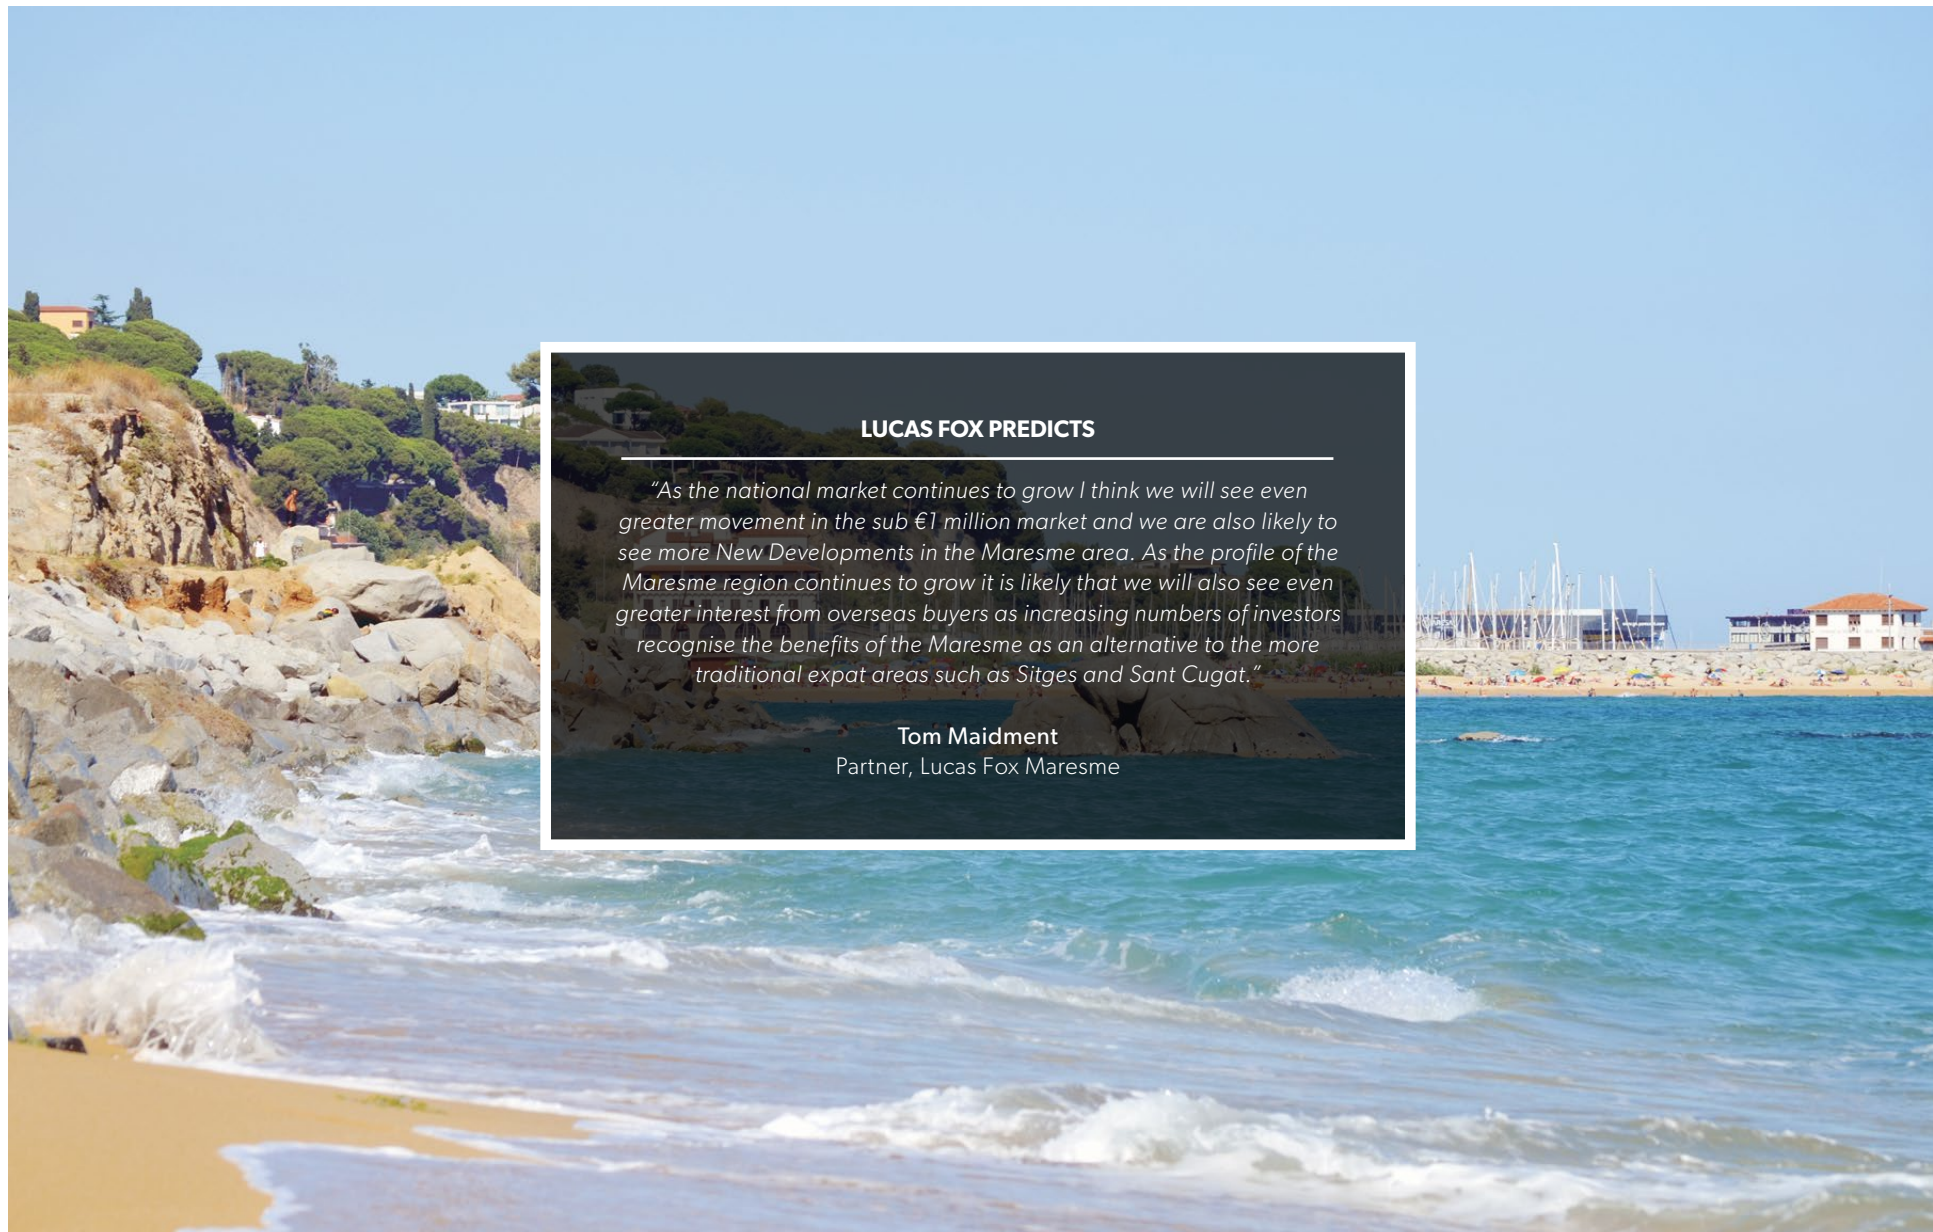 LUCAS FOX PREDICTS
“As the national market continues to grow I think we will see even
greater movement in the sub €1 million market and we are also likely to
see more New Developments in the Maresme area. As the profile of the
Maresme region continues to grow it is likely that we will also see even
greater interest from overseas buyers as increasing numbers of investors
recognise the benefits of the Maresme as an alternative to the more
traditional expat areas such as Sitges and Sant Cugat.”
Tom Maidment
Partner, Lucas Fox Maresme